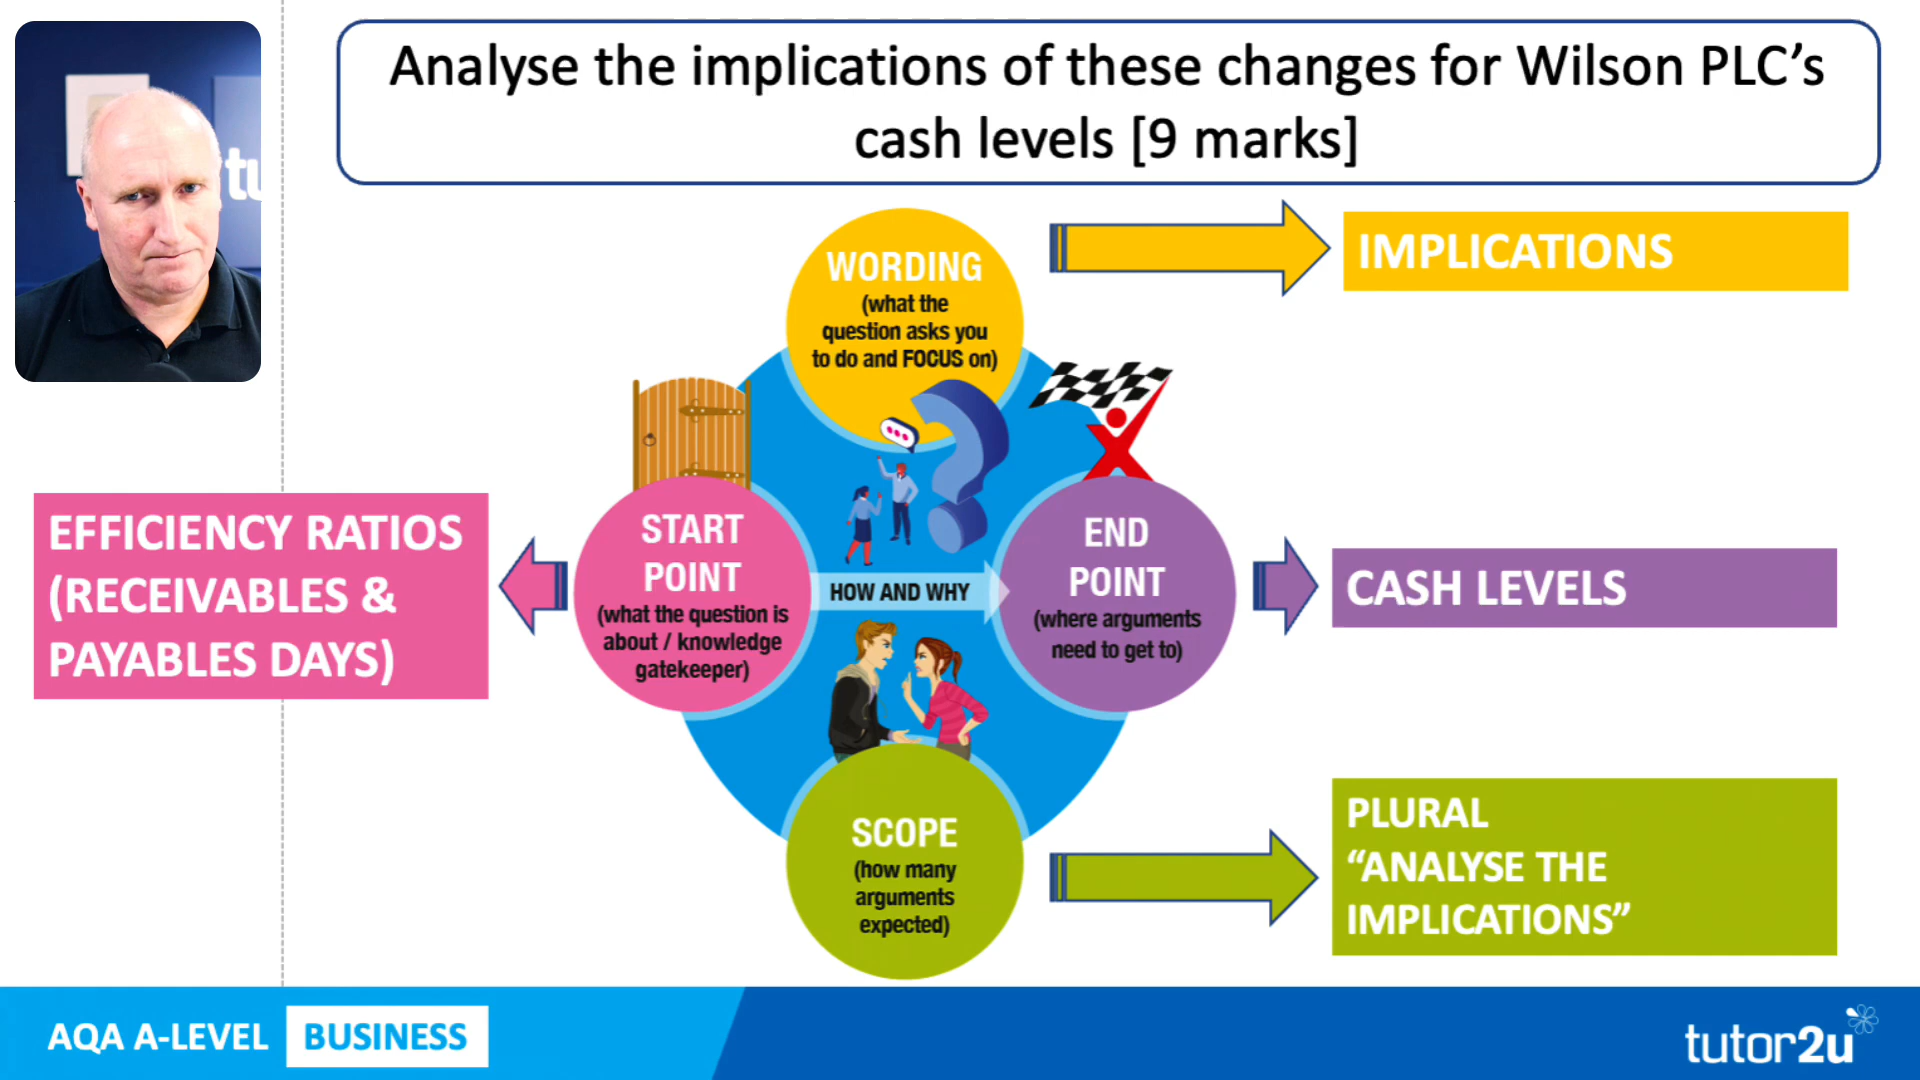 Analyse the implications of these changes for Wilson PLC’s
cash levels [9 marks]
tu
WORDING
(what the
question asks you
to do and FOCUS on)
IMPLICATIONS
EFFICIENCY RATIOS
(RECEIVABLES &
PAYABLES DAYS)
START
POINT
(what the question is
about / knowledge
gatekeeper)
HOW AND WHY
END
POINT
(where arguments
need to get to)
CASH LEVELS
SCOPE
(how many
arguments
expected)
PLURAL
“ANALYSE THE
IMPLICATIONS”
AQA A-LEVEL BUSINESS
tutor2u